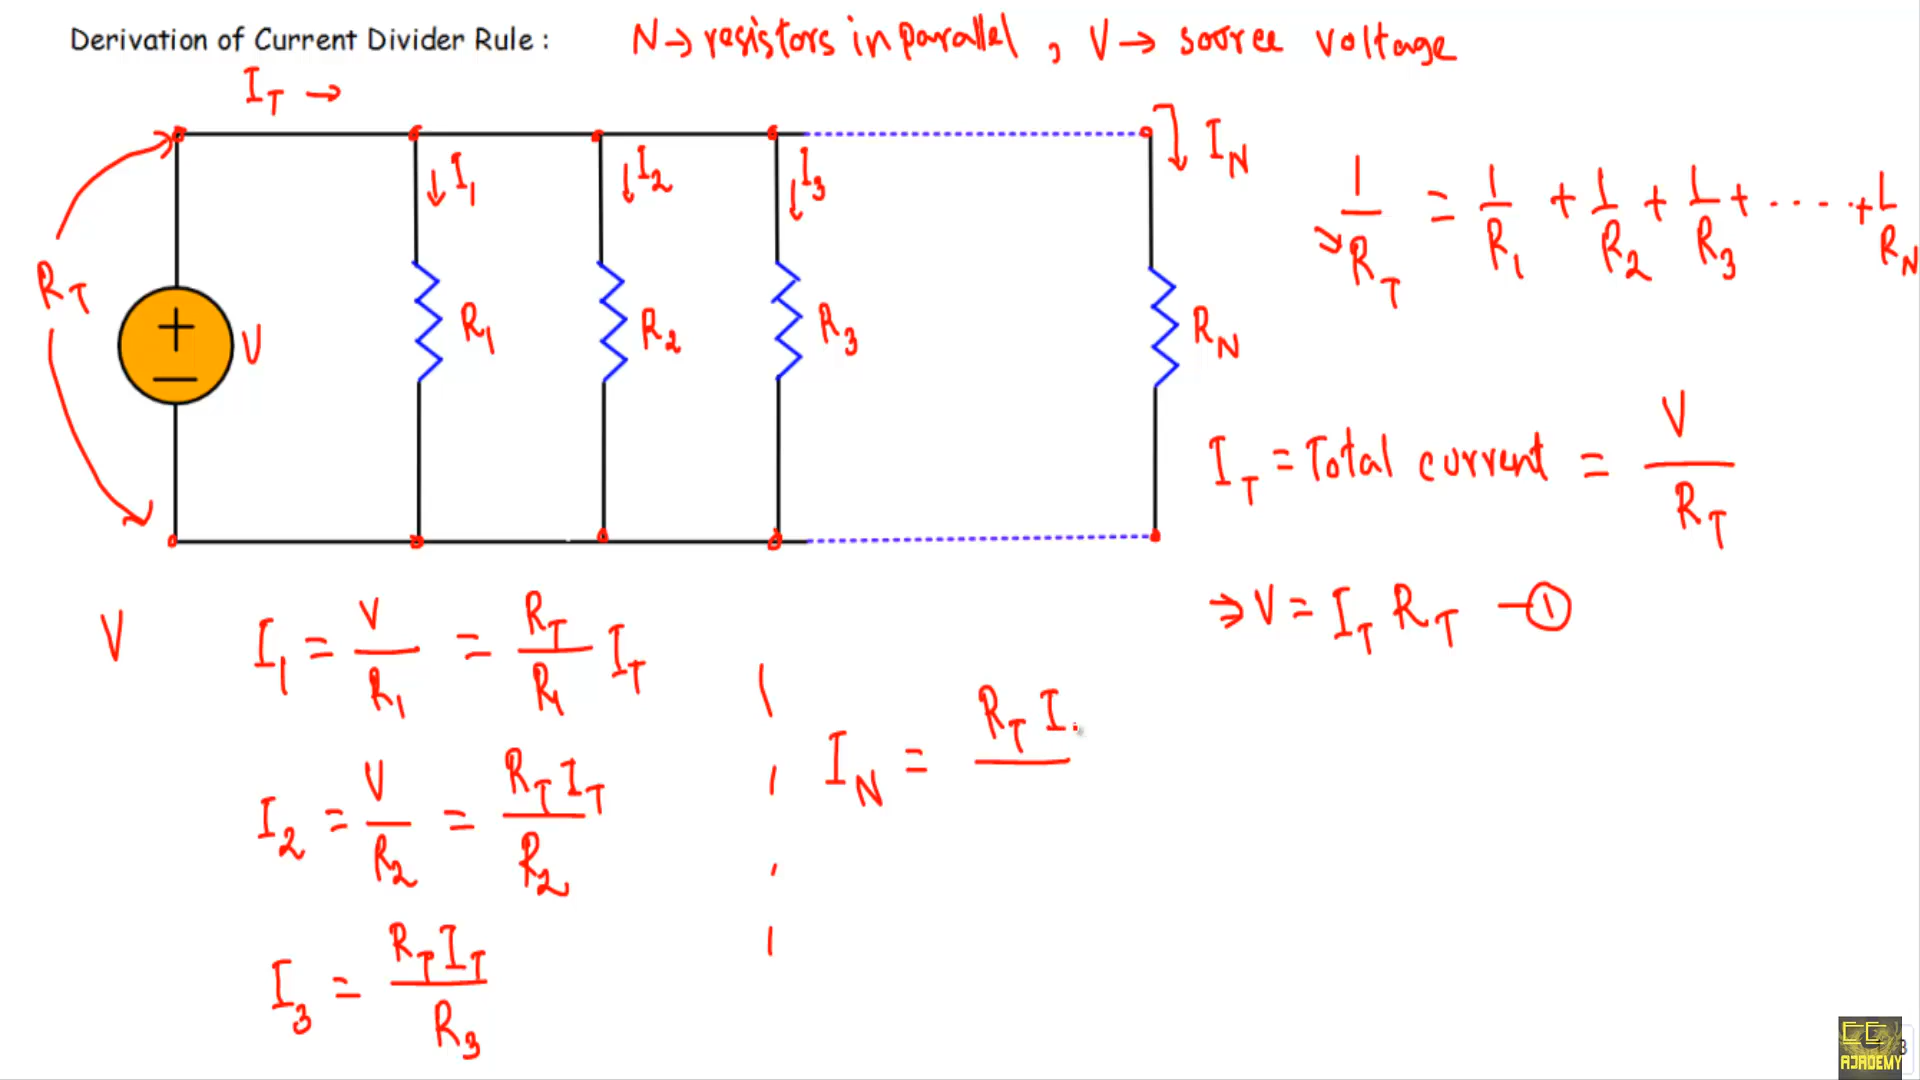 Derivation of Current Divider Rule : N → resistors in parallel , V → source voltage
I_T →
↓ I_1 ↓ I_2 ↓ I_3 I_N
1/R_T = 1/R_1 + 1/R_2 + 1/R_3 + ..... + 1/R_N
R_T + − V R_1 R_2 R_3 R_N
I_T = Total current = V/R_T
⇒ V = I_T R_T — ①
V I_1 = V/R_1 = R_T/R_1 I_T
I_2 = V/R_2 = R_T I_T/R_2
I_3 = R_T I_T/R_3
I_N = R_T I
EE
AJADEMY